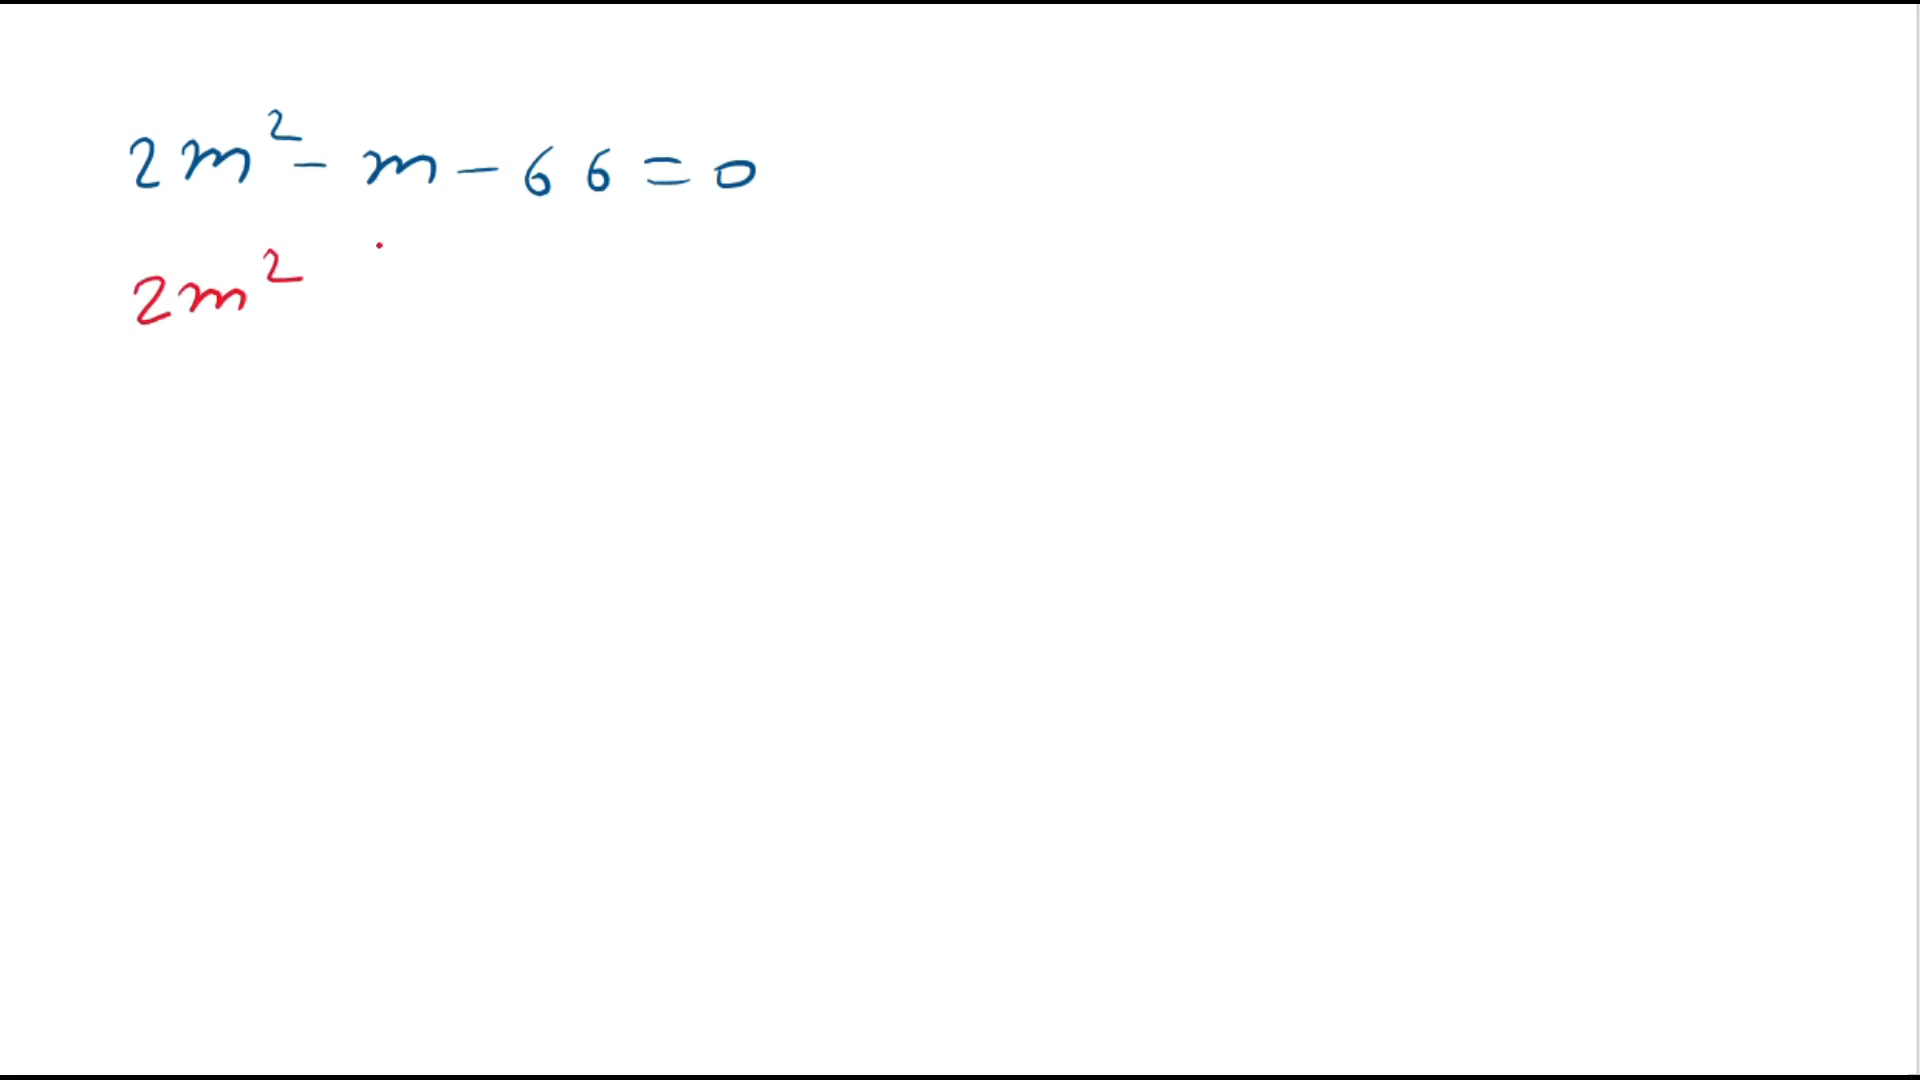 2m² - m - 66 = 0
2m²